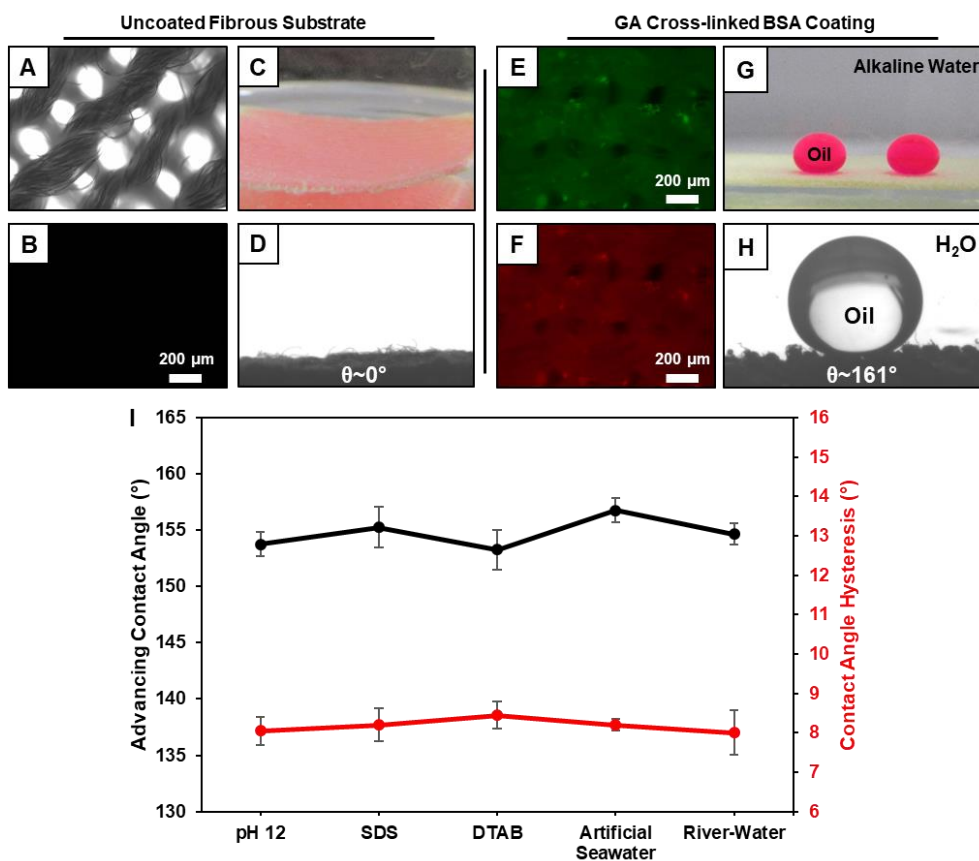 Uncoated Fibrous Substrate
GA Cross-linked BSA Coating
A
C
E
G
Alkaline Water
Oil
200 µm
B
200 µm
D
θ~0°
F
200 µm
H
H₂O
Oil
θ~161°
I
Advancing Contact Angle (°)
165
160
155
150
145
140
135
130
16
15
14
13
12
11
10
9
8
7
6
Contact Angle Hysteresis (°)
pH 12
SDS
DTAB
Artificial
Seawater
River-Water